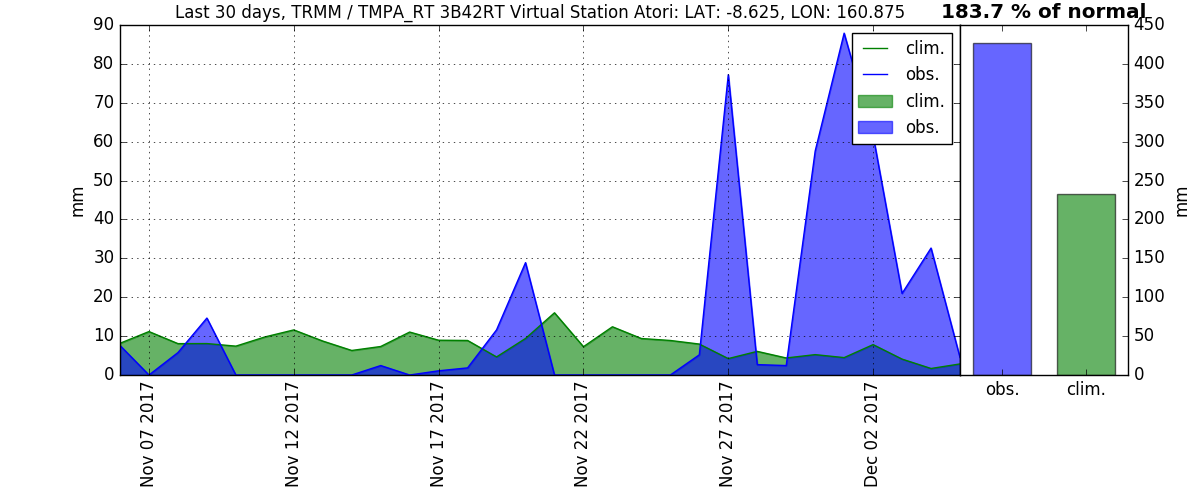 Last 30 days, TRMM / TMPA_RT 3B42RT Virtual Station Atori: LAT: -8.625, LON: 160.875
183.7 % of normal
90
80
70
60
50
40
30
20
10
0
mm
clim.
obs.
clim.
obs.
450
400
350
300
250
200
150
100
50
0
mm
Nov 07 2017
Nov 12 2017
Nov 17 2017
Nov 22 2017
Nov 27 2017
Dec 02 2017
obs.
clim.